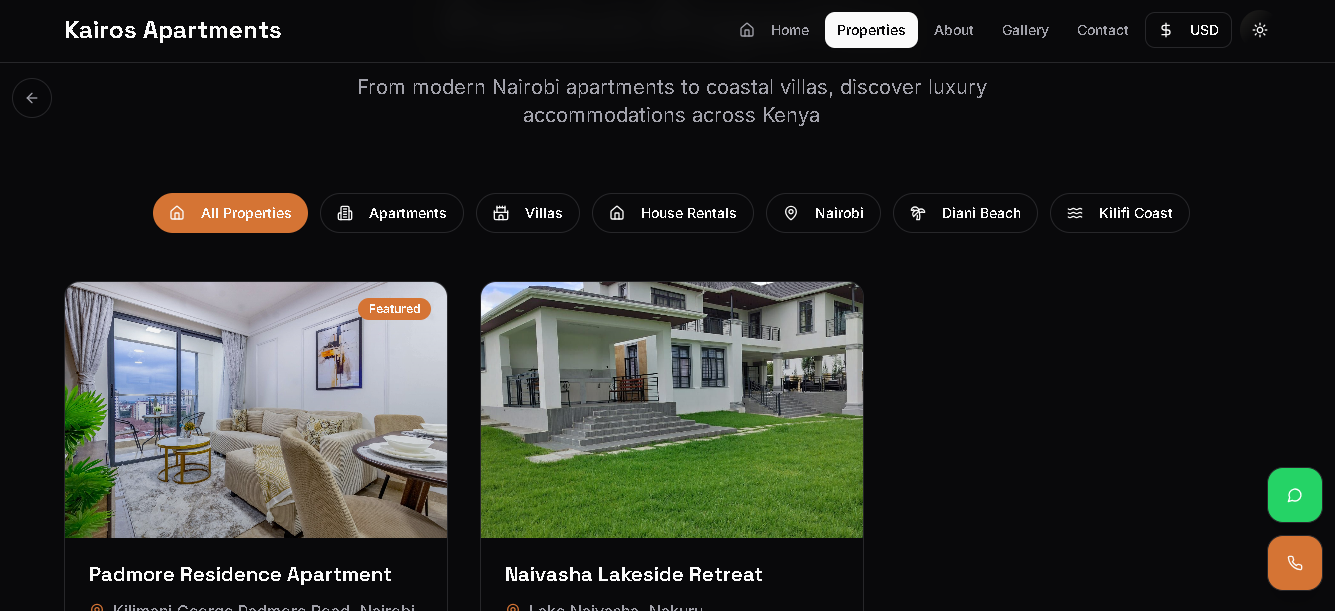 Kairos Apartments
Home
Properties
About
Gallery
Contact
$ USD
From modern Nairobi apartments to coastal villas, discover luxury
accommodations across Kenya
All Properties
Apartments
Villas
House Rentals
Nairobi
Diani Beach
Kilifi Coast
Featured
Padmore Residence Apartment
Naivasha Lakeside Retreat
Kilimani George Padmore Road, Nairobi
Lake Naivasha, Nakuru